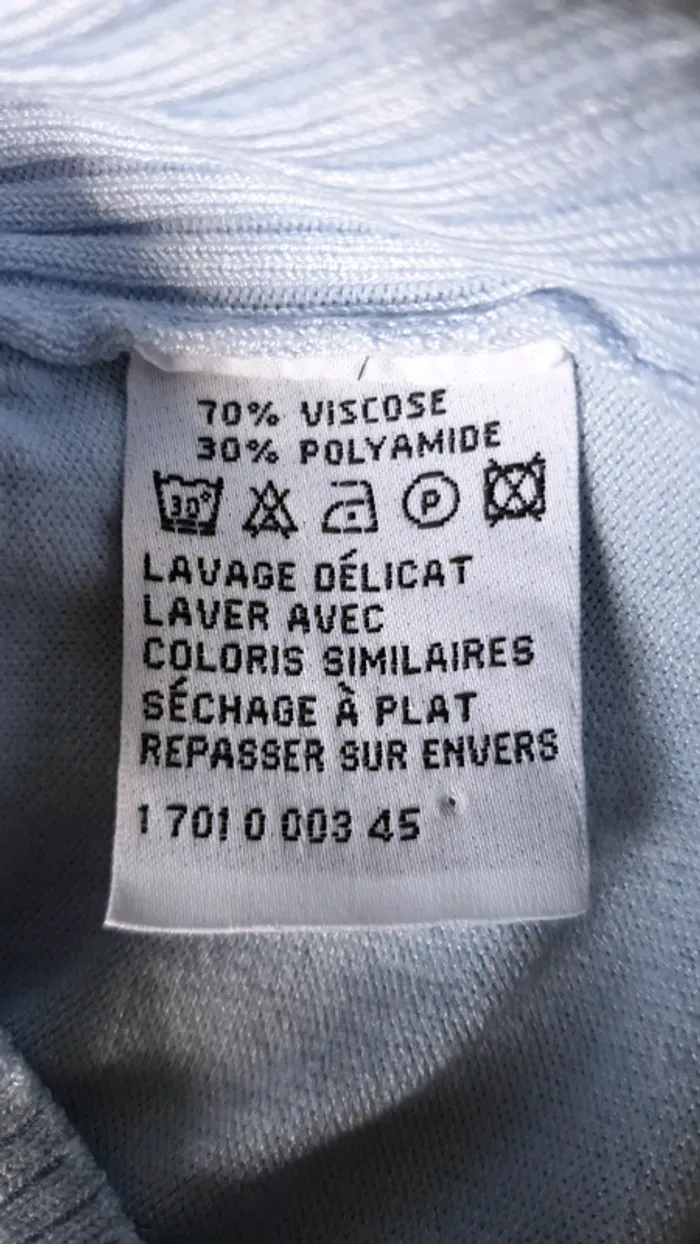 70% VISCOSE
30% POLYAMIDE
30° P
LAVAGE DÉLICAT
LAVER AVEC
COLORIS SIMILAIRES
SÉCHAGE À PLAT
REPASSER SUR ENVERS
1 701 0 003 45